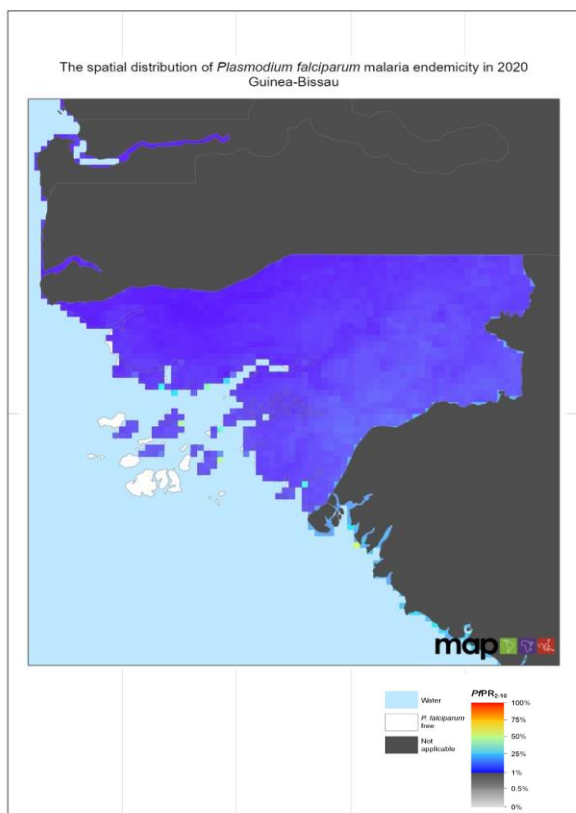 The spatial distribution of Plasmodium falciparum malaria endemicity in 2020
Guinea-Bissau
map
Water
P. falciparum
free
Not
applicable
PfPR2-10
100%
75%
50%
25%
1%
0.5%
0%